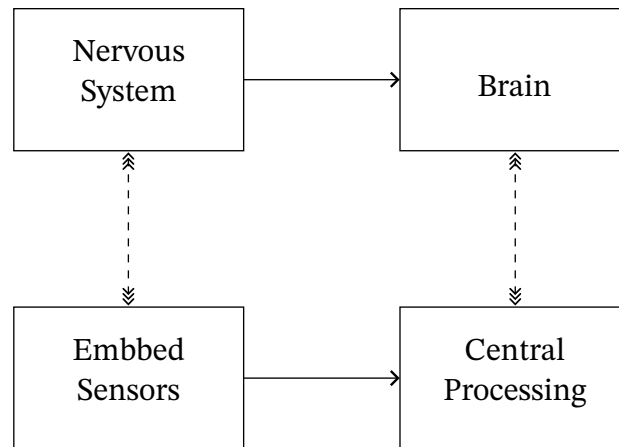 Nervous
System
Brain
Embbed
Sensors
Central
Processing